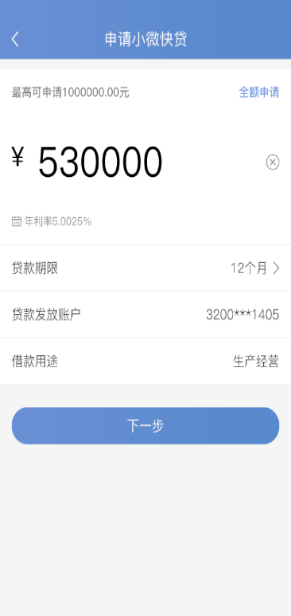 申请小微快贷
最高可申请1000000.00元 全额申请
¥ 530000
年利率5.0025%
贷款期限 12个月
贷款发放账户 3200***1405
借款用途 生产经营
下一步